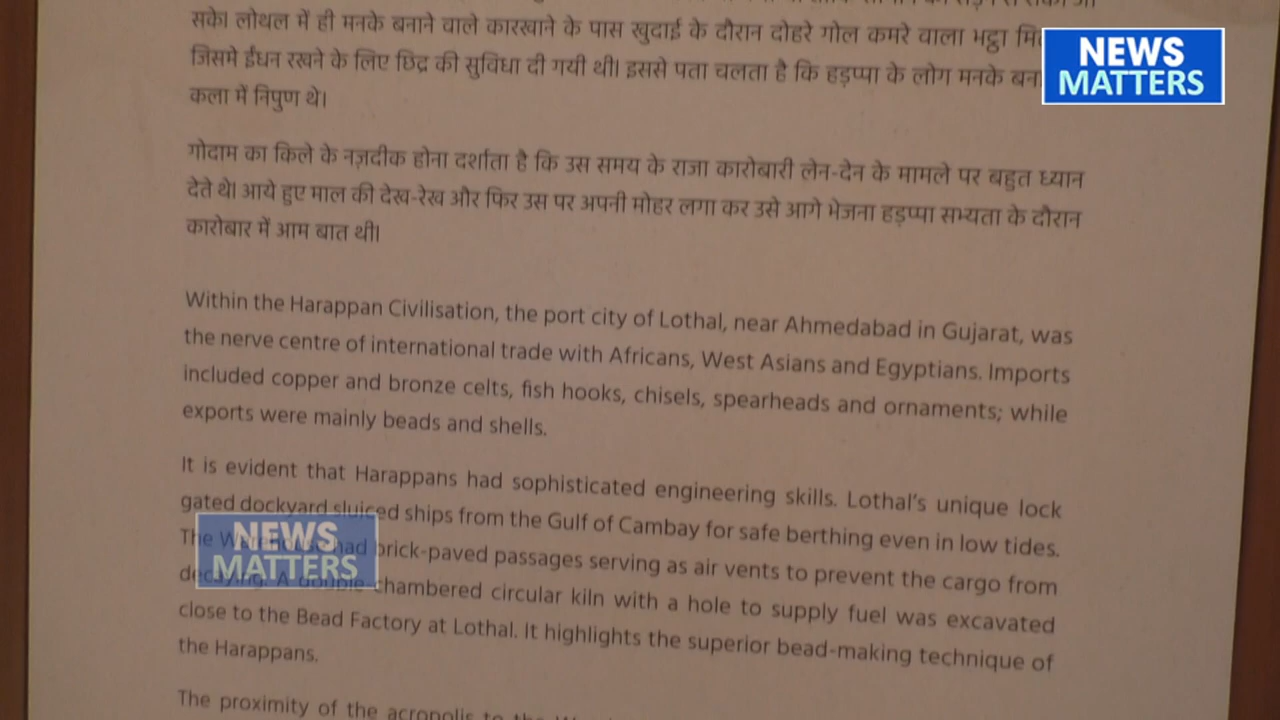 सके। लोथल में ही मनके बनाने वाले कारखाने के पास खुदाई के दौरान दोहरे गोल कमरे वाला भट्ठा
जिसमे ईंधन रखने के लिए छिद्र की सुविधा दी गयी थी। इससे पता चलता है कि हड़प्पा के लोग मनके
कला में निपुण थे।
NEWS
MATTERS
गोदाम का किले के नज़दीक होना दर्शाता है कि उस समय के राजा कारोबारी लेन-देन के मामले पर बहुत ध्यान
देते थे। आये हुए माल की देख-रेख और फिर उस पर अपनी मोहर लगा कर उसे आगे भेजना हड़प्पा सभ्यता के दौरान
कारोबार में आम बात थी।
Within the Harappan Civilisation, the port city of Lothal, near Ahmedabad in Gujarat, was
the nerve centre of international trade with Africans, West Asians and Egyptians. Imports
included copper and bronze celts, fish hooks, chisels, spearheads and ornaments; while
exports were mainly beads and shells.
It is evident that Harappans had sophisticated engineering skills. Lothal's unique lock
gated dockyard sluiced ships from the Gulf of Cambay for safe berthing even in low tides.
The Warehouse had brick-paved passages serving as air vents to prevent the cargo from
decaying. A double-chambered circular kiln with a hole to supply fuel was excavated
close to the Bead Factory at Lothal. It highlights the superior bead-making technique of
the Harappans.
NEWS
MATTERS
The proximity of the acropolis to the